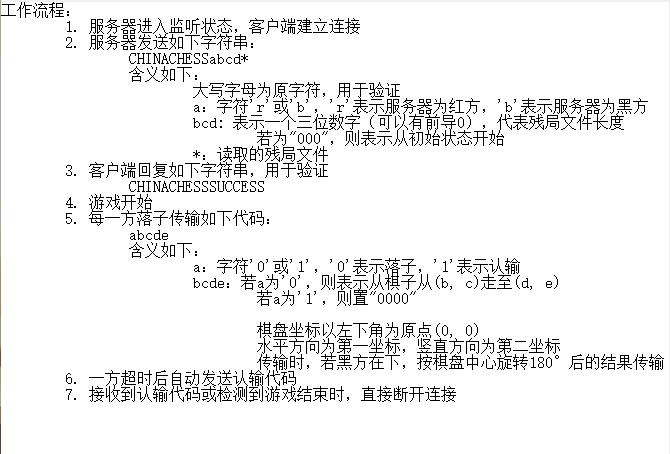 工作流程：
1. 服务器进入监听状态，客户端建立连接
2. 服务器发送如下字符串：
CHINACHESSabcd*
含义如下：
大写字母为原字符，用于验证
a：字符'r'或'b'，'r'表示服务器为红方，'b'表示服务器为黑方
bcd: 表示一个三位数字（可以有前导0），代表残局文件长度
若为"000"，则表示从初始状态开始
*：读取的残局文件
3. 客户端回复如下字符串，用于验证
CHINACHESSSUCCESS
4. 游戏开始
5. 每一方落子传输如下代码：
abcde
含义如下：
a：字符'0'或'1'，'0'表示落子，'1'表示认输
bcde：若a为'0'，则表示从棋子从(b, c)走至(d, e)
若a为'1'，则置"0000"
棋盘坐标以左下角为原点(0, 0)
水平方向为第一坐标，竖直方向为第二坐标
传输时，若黑方在下，按棋盘中心旋转180°后的结果传输
6. 一方超时后自动发送认输代码
7. 接收到认输代码或检测到游戏结束时，直接断开连接